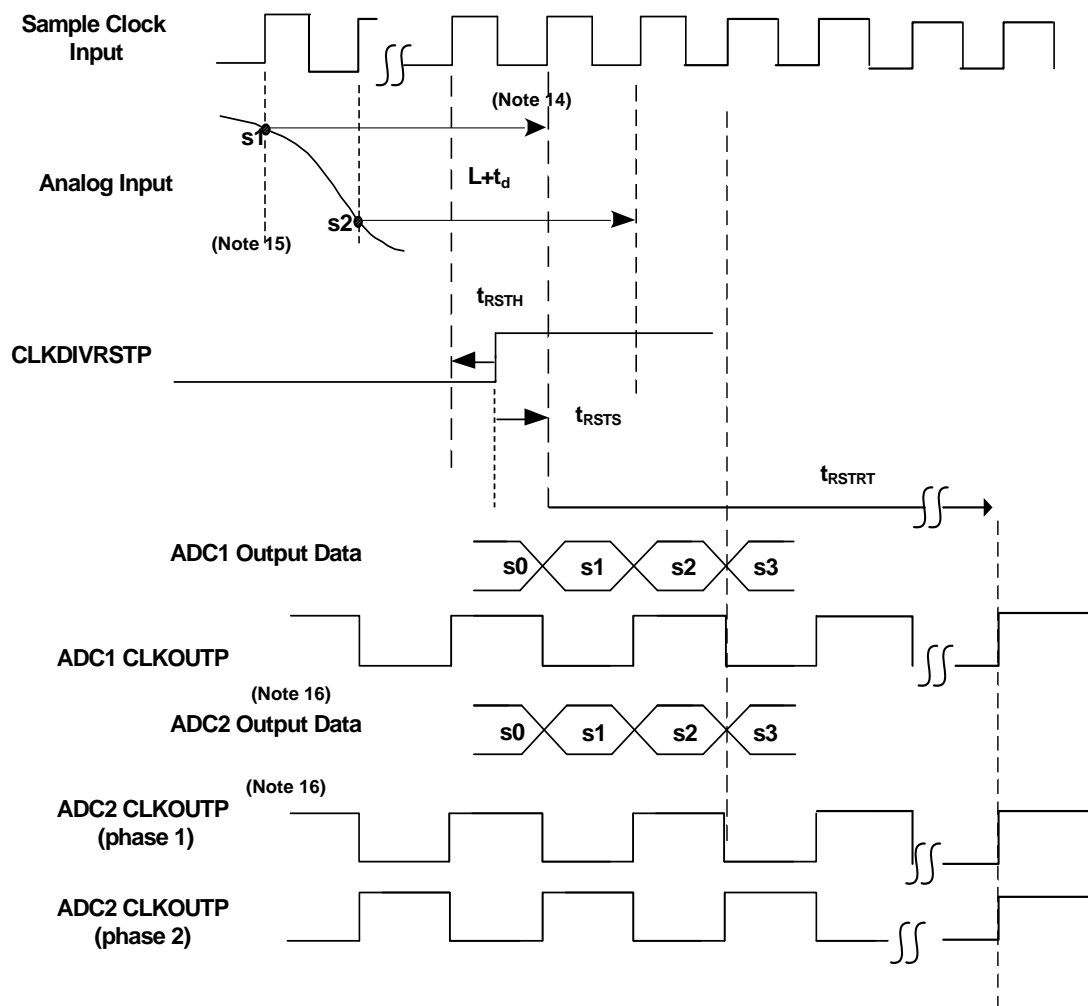 Sample Clock
Input
(Note 14)
s1
Analog Input
L+td
s2
(Note 15)
tRSTH
CLKDIVRSTP
tRSTS
tRSTRT
ADC1 Output Data
s0
s1
s2
s3
ADC1 CLKOUTP
(Note 16)
ADC2 Output Data
s0
s1
s2
s3
(Note 16)
ADC2 CLKOUTP
(phase 1)
ADC2 CLKOUTP
(phase 2)